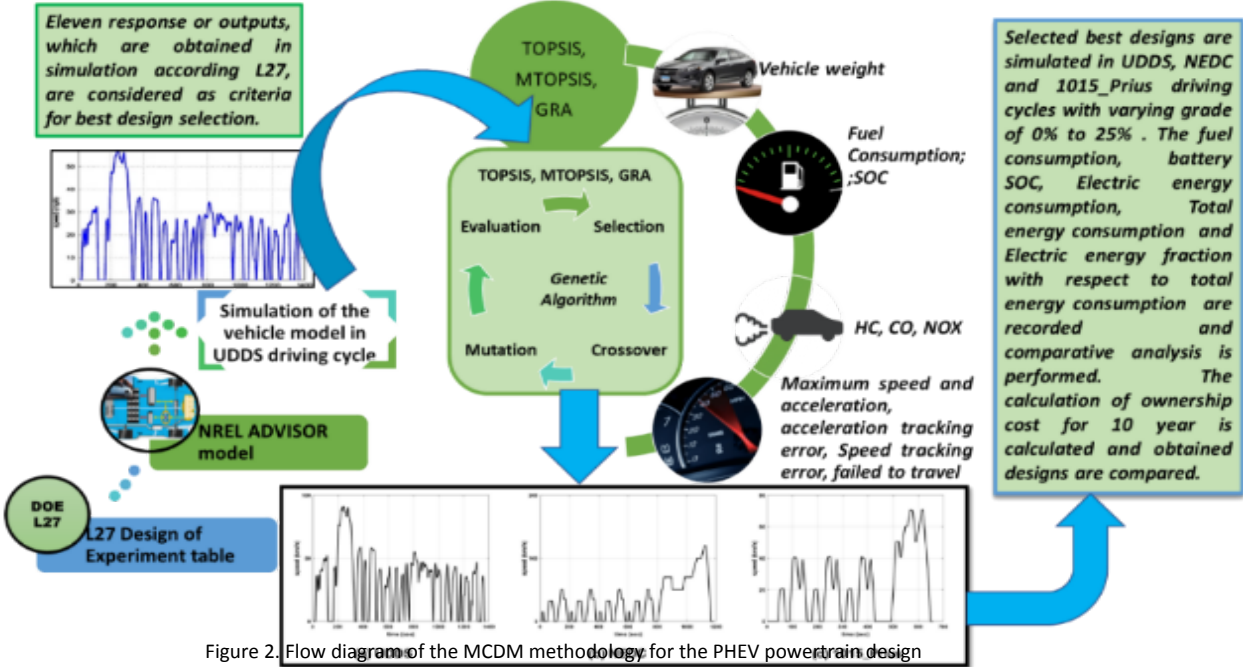 Eleven response or outputs,
which are obtained in
simulation according L27,
are considered as criteria
for best design selection.
TOPSIS,
MTOPSIS,
GRA
Vehicle weight
Fuel
Consumption;
;SOC
HC, CO, NOX
Maximum speed and
acceleration,
acceleration tracking
error, Speed tracking
error, failed to travel
TOPSIS, MTOPSIS, GRA
Evaluation
Selection
Genetic
Algorithm
Mutation
Crossover
Simulation of the
vehicle model in
UDDS driving cycle
NREL ADVISOR
model
DOE
L27
L27 Design of
Experiment table
Selected best designs are
simulated in UDDS, NEDC
and 1015_Prius driving
cycles with varying grade
of 0% to 25% . The fuel
consumption, battery
SOC, Electric energy
consumption, Total
energy consumption and
Electric energy fraction
with respect to total
energy consumption are
recorded and
comparative analysis is
performed. The
calculation of ownership
cost for 10 year is
calculated and obtained
designs are compared.
Figure 2. Flow diagram of the MCDM methodology for the PHEV powertrain design